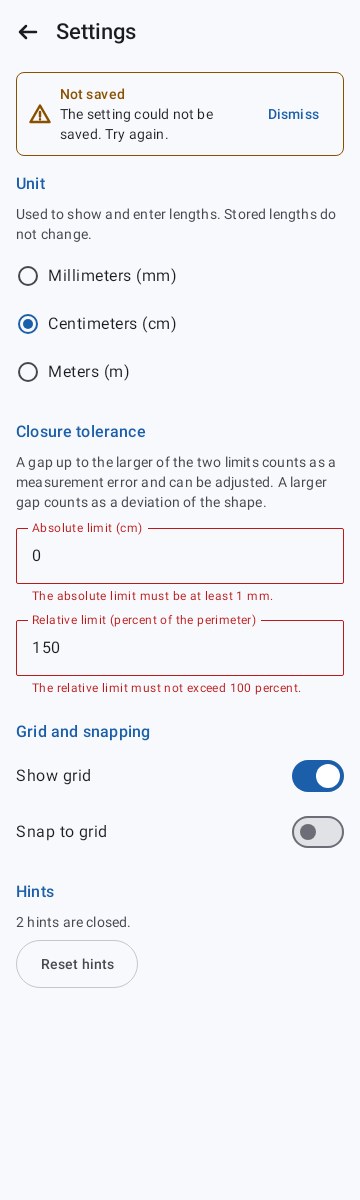 Settings
Not saved
The setting could not be
saved. Try again.
Dismiss
Unit
Used to show and enter lengths. Stored lengths do
not change.
Millimeters (mm)
Centimeters (cm)
Meters (m)
Closure tolerance
A gap up to the larger of the two limits counts as a
measurement error and can be adjusted. A larger
gap counts as a deviation of the shape.
Absolute limit (cm)
0
The absolute limit must be at least 1 mm.
Relative limit (percent of the perimeter)
150
The relative limit must not exceed 100 percent.
Grid and snapping
Show grid
Snap to grid
Hints
2 hints are closed.
Reset hints